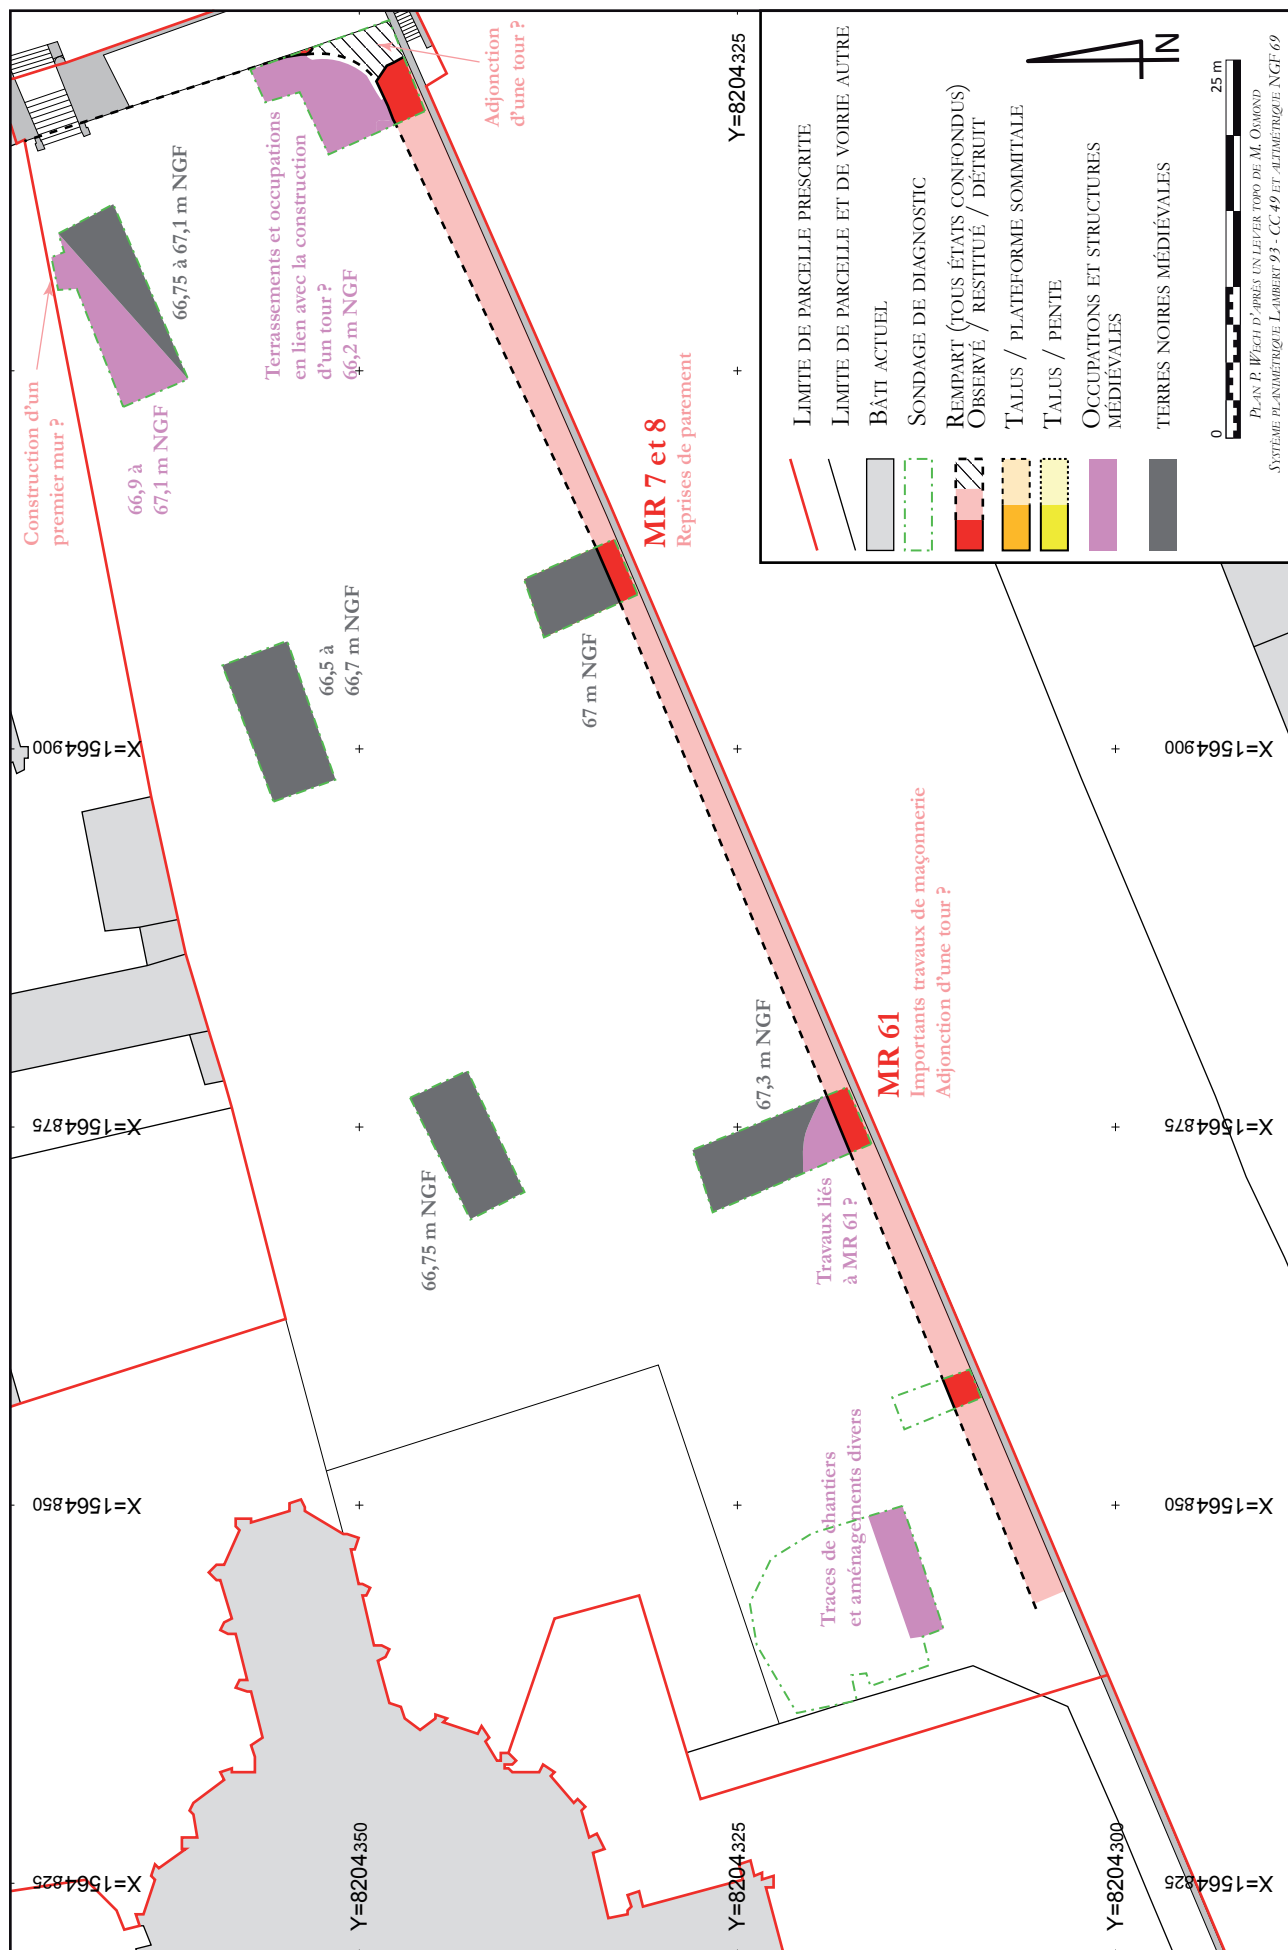 Construction d'un
premier mur ?
66,9 à
67,1 m NGF
66,75 à 67,1 m NGF
Terrassements et occupations
en lien avec la construction
d'un tour ?
66,2 m NGF
Adjonction
d'une tour ?
66,5 à
66,7 m NGF
67 m NGF
MR 7 et 8
Reprises de parement
66,75 m NGF
67,3 m NGF
MR 61
Importants travaux de maçonnerie
Adjonction d'une tour ?
Travaux liés
à MR 61 ?
Traces de chantiers
et aménagements divers
X=1564900
X=1564875
X=1564850
X=1564825
X=1564900
X=1564875
X=1564850
X=1564825
Y=8204350
Y=8204325
Y=8204300
Y=8204325
LIMITE DE PARCELLE PRESCRITE
LIMITE DE PARCELLE ET DE VOIRIE AUTRE
BÂTI ACTUEL
SONDAGE DE DIAGNOSTIC
REMPART (TOUS ÉTATS CONFONDUS)
OBSERVÉ / RESTITUÉ / DÉTRUIT
TALUS / PLATEFORME SOMMITALE
TALUS / PENTE
OCCUPATIONS ET STRUCTURES
MÉDIÉVALES
TERRES NOIRES MÉDIÉVALES
N
0 25 m
PLAN P. WECH D'APRÈS UN LEVER TOPO DE M. OSMOND
SYSTÈME PLANIMÉTRIQUE LAMBERT 93 - CC 49 ET ALTIMÉTRIQUE NGF 69